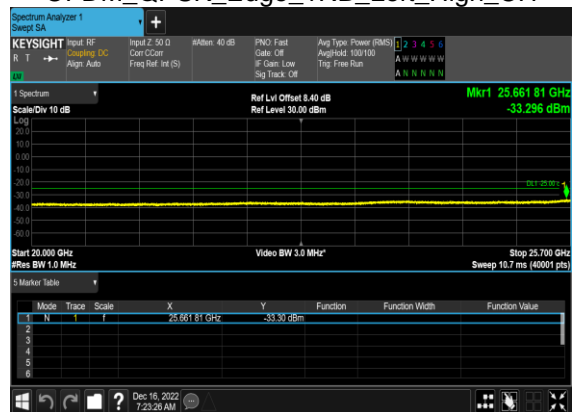 Spectrum Analyzer 1
Swept SA
+
KEYSIGHT
R T
Input: RF
Coupling: DC
Align: Auto
Input Z: 50 Ω
Corr CCorr
Freq Ref: Int (S)
#Atten: 40 dB
PNO: Fast
Gate: Off
IF Gain: Low
Sig Track: Off
Avg Type: Power (RMS)
Avg|Hold: 100/100
Trig: Free Run
1 2 3 4 5 6
A W W W W W
A N N N N N
1 Spectrum
Scale/Div 10 dB
Ref Lvl Offset 8.40 dB
Ref Level 30.00 dBm
Mkr1 25.661 81 GHz
-33.296 dBm
Log
20.0
10.0
0.00
-10.0
-20.0
-30.0
-40.0
-50.0
-60.0
1
Start 20.000 GHz
#Res BW 1.0 MHz
Video BW 3.0 MHz*
Stop 25.700 GHz
Sweep 10.7 ms (40001 pts)
5 Marker Table
Mode Trace Scale X Y Function Function Width Function Value
1 N 1 f 25.661 81 GHz -33.30 dBm
2
3
4
5
6
?
Dec 16, 2022
7:23:26 AM